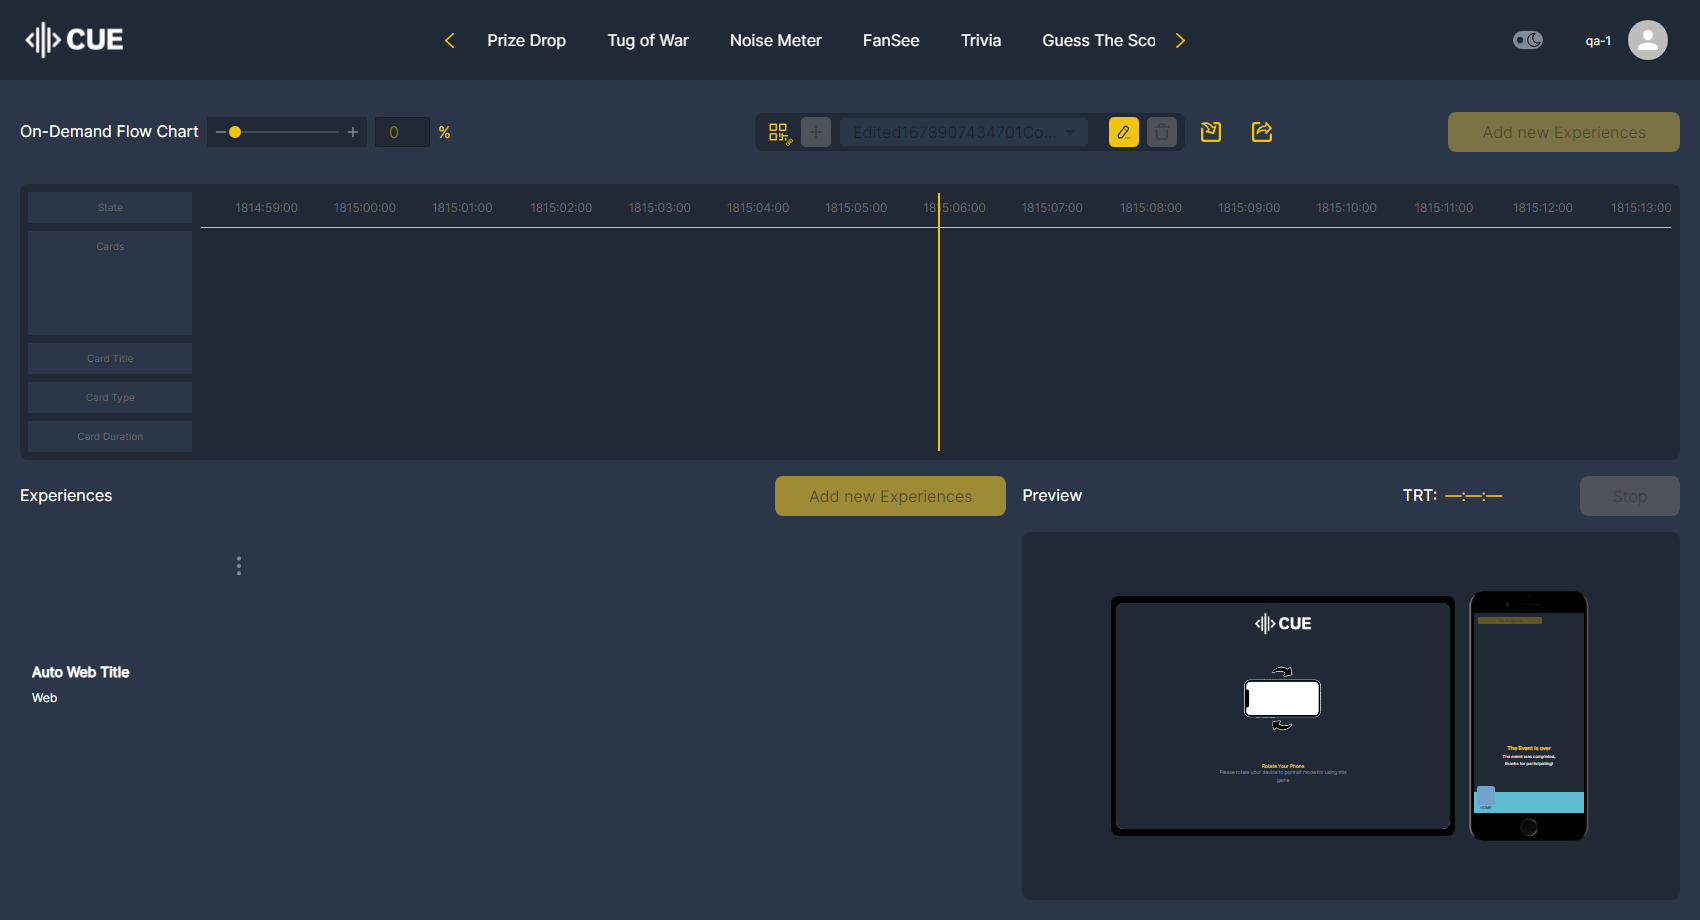 CUE
Prize Drop
Tug of War
Noise Meter
FanSee
Trivia
Guess The Sco
qa-1
On-Demand Flow Chart
0
%
Edited1678907434701Co...
Add new Experiences
State
1814:59:00
1815:00:00
1815:01:00
1815:02:00
1815:03:00
1815:04:00
1815:05:00
1815:06:00
1815:07:00
1815:08:00
1815:09:00
1815:10:00
1815:11:00
1815:12:00
1815:13:00
Cards
Card Title
Card Type
Card Duration
Experiences
Add new Experiences
Preview
TRT: —:—:—
Stop
Auto Web Title
Web
CUE
Rotate Your Phone
Please rotate your device to portrait mode for using this
game
The Event is over
The event was completed,
thanks for participating!
HOME